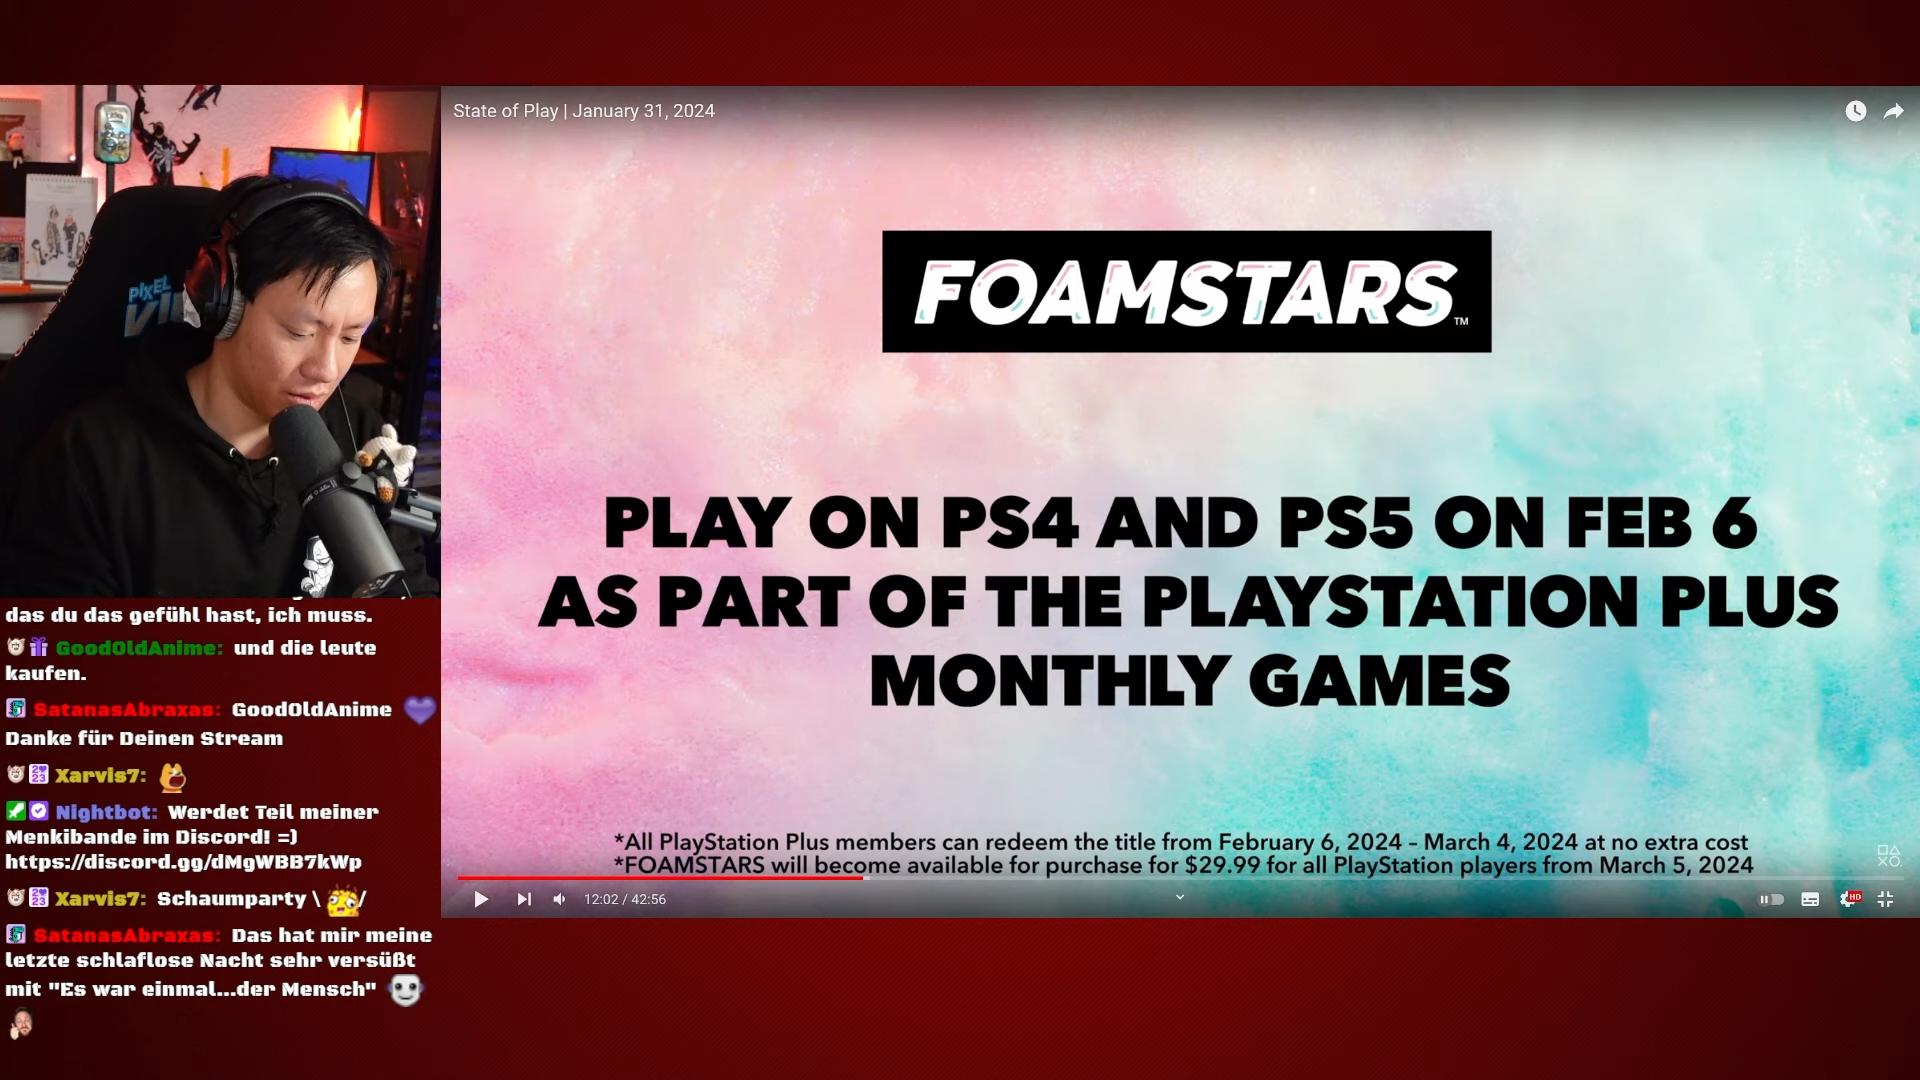 State of Play | January 31, 2024
FOAMSTARS™
PLAY ON PS4 AND PS5 ON FEB 6
AS PART OF THE PLAYSTATION PLUS
MONTHLY GAMES
*All PlayStation Plus members can redeem the title from February 6, 2024 – March 4, 2024 at no extra cost
*FOAMSTARS will become available for purchase for $29.99 for all PlayStation players from March 5, 2024
12:02 / 42:56
HD
PIXEL
das du das gefühl hast, ich muss.
GoodOldAnime: und die leute
kaufen.
SatanasAbraxas: GoodOldAnime
Danke für Deinen Stream
Xarvis7:
Nightbot: Werdet Teil meiner
Menkibande im Discord! =)
https://discord.gg/dMgWBB7kWp
Xarvis7: Schaumparty \ /
SatanasAbraxas: Das hat mir meine
letzte schlaflose Nacht sehr versüßt
mit "Es war einmal...der Mensch"